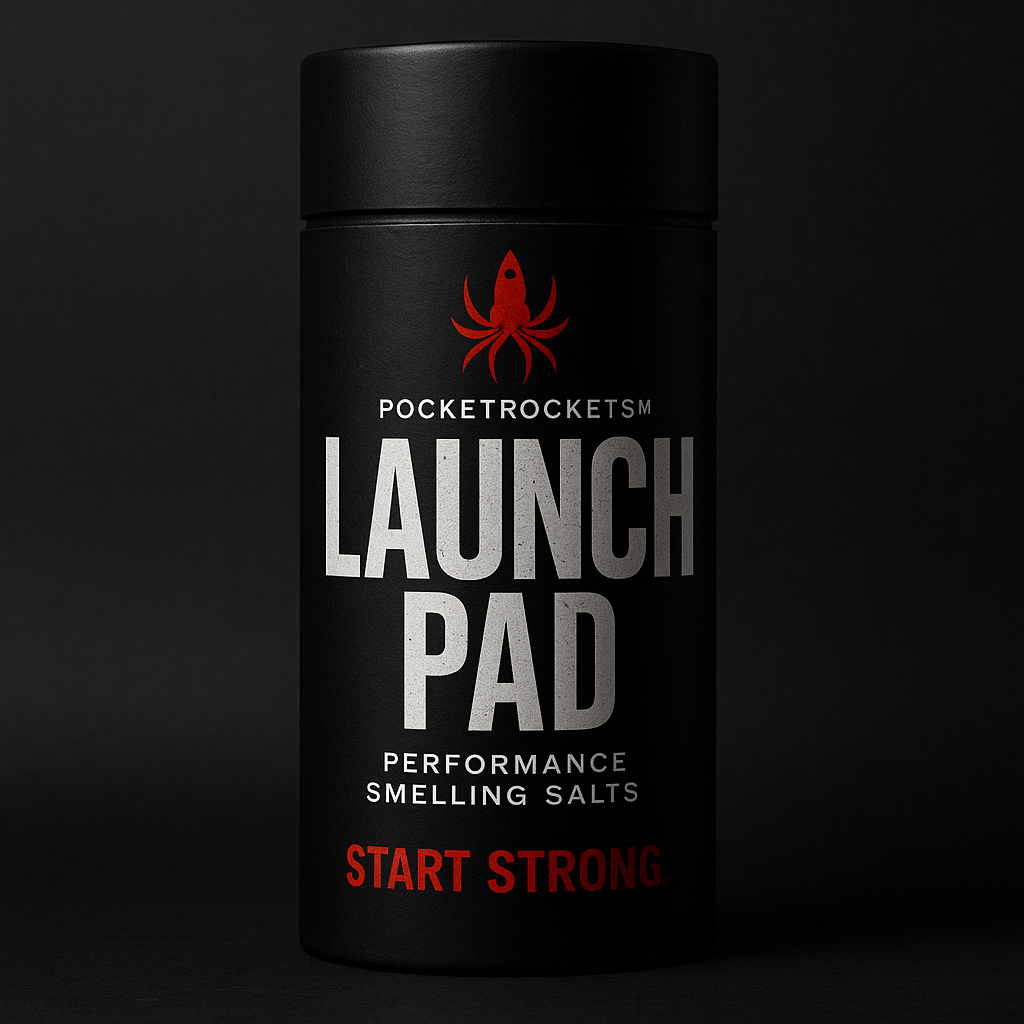 POCKETROCKETSM
LAUNCH
PAD
PERFORMANCE
SMELLING SALTS
START STRONG.